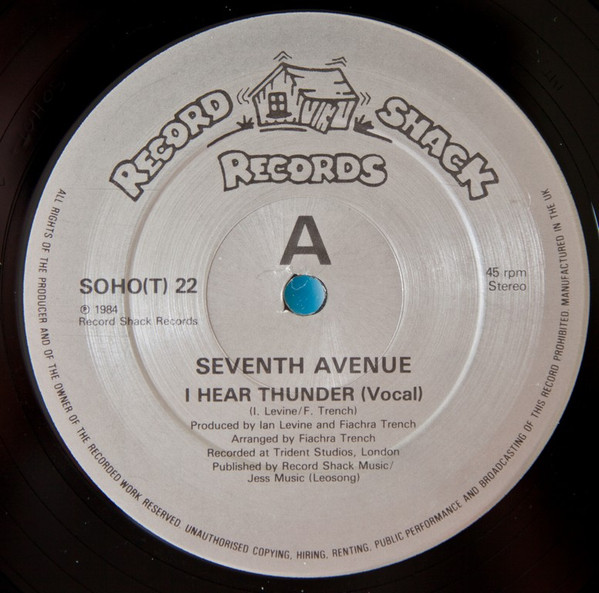 RECORD SHACK
RECORDS
A
SOHO(T) 22
℗ 1984
Record Shack Records
45 rpm
Stereo
SEVENTH AVENUE
I HEAR THUNDER (Vocal)
(I. Levine/F. Trench)
Produced by Ian Levine and Fiachra Trench
Arranged by Fiachra Trench
Recorded at Trident Studios, London
Published by Record Shack Music/
Jess Music (Leosong)
ALL RIGHTS OF THE PRODUCER AND OF THE OWNER OF THE RECORDED WORK RESERVED. UNAUTHORISED COPYING, HIRING, RENTING. PUBLIC PERFORMANCE AND BROADCASTING OF THIS RECORD PROHIBITED. MANUFACTURED IN THE UK